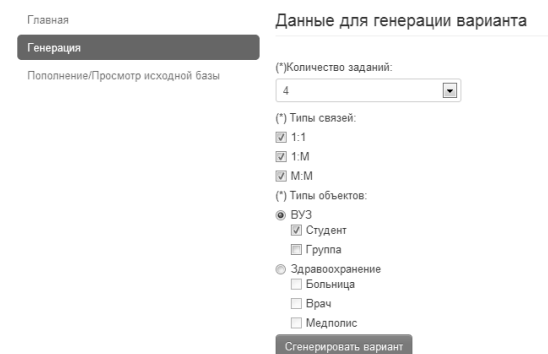 Главная
Генерация
Пополнение/Просмотр исходной базы
Данные для генерации варианта
(*)Количество заданий:
4
(*) Типы связей:
1:1
1:М
М:М
(*) Типы объектов:
ВУЗ
Студент
Группа
Здравоохранение
Больница
Врач
Медполис
Сгенерировать вариант